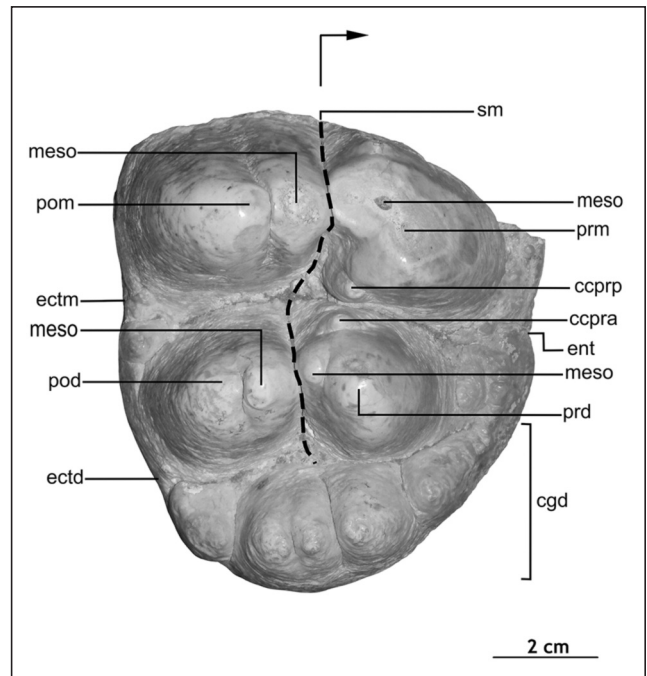 sm
meso
meso
pom
prm
ccprp
ectm
ccpra
meso
ent
meso
pod
prd
ectd
cgd
2 cm